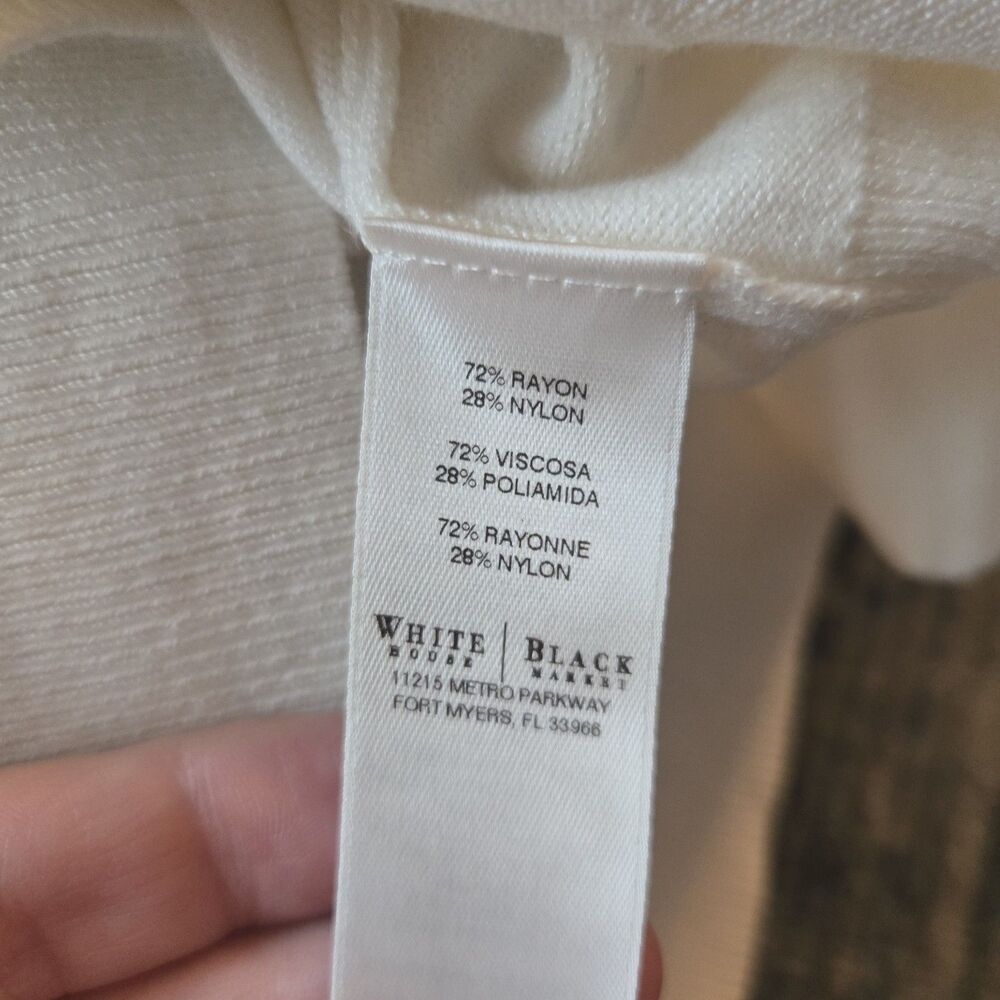 72% RAYON
28% NYLON
72% VISCOSA
28% POLIAMIDA
72% RAYONNE
28% NYLON
WHITE HOUSE | BLACK MARKET
11215 METRO PARKWAY
FORT MYERS, FL 33966